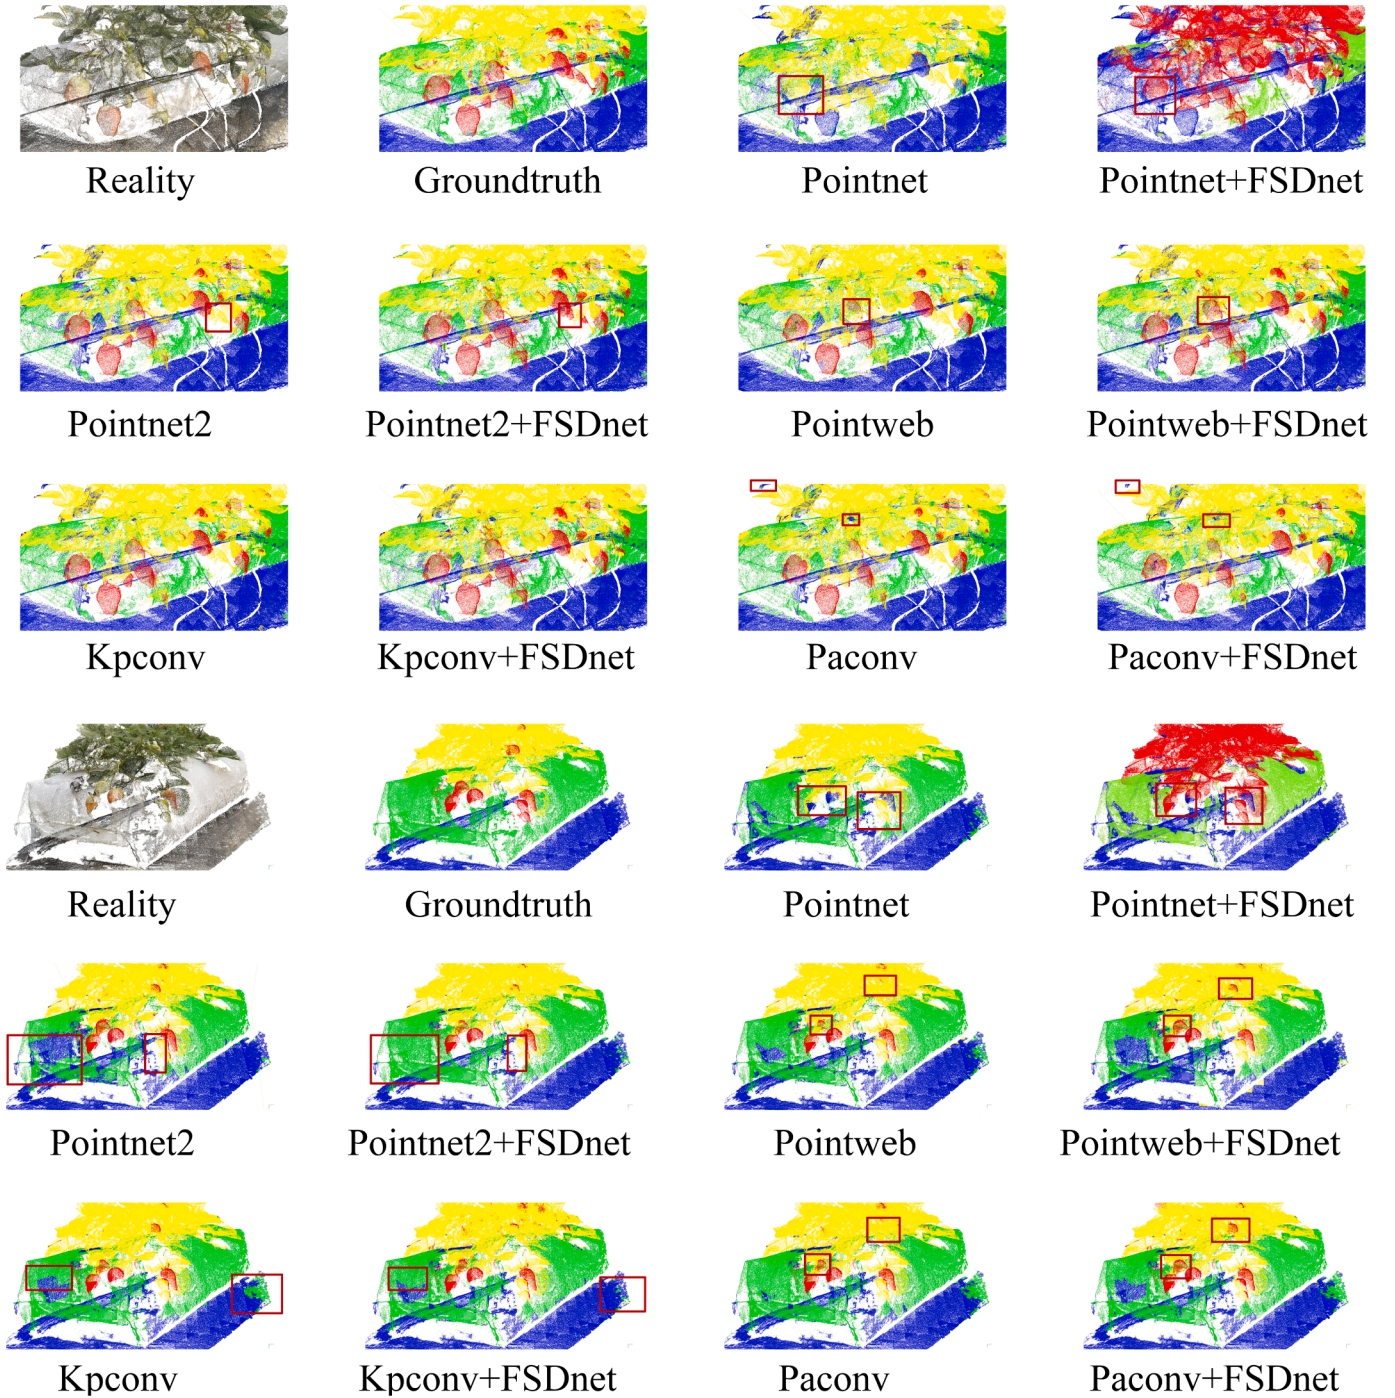 Reality
Groundtruth
Pointnet
Pointnet+FSDnet
Pointnet2
Pointnet2+FSDnet
Pointweb
Pointweb+FSDnet
Kpconv
Kpconv+FSDnet
Paconv
Paconv+FSDnet
Reality
Groundtruth
Pointnet
Pointnet+FSDnet
Pointnet2
Pointnet2+FSDnet
Pointweb
Pointweb+FSDnet
Kpconv
Kpconv+FSDnet
Paconv
Paconv+FSDnet